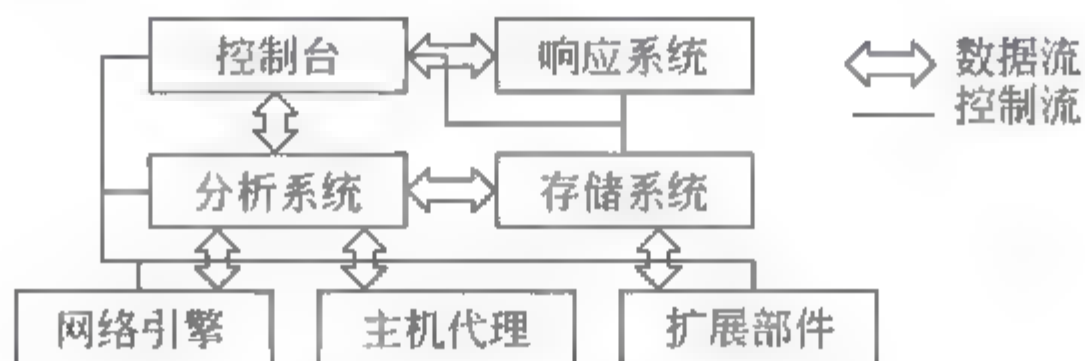 控制台
响应系统
数据流
控制流
分析系统
存储系统
网络引擎
主机代理
扩展部件